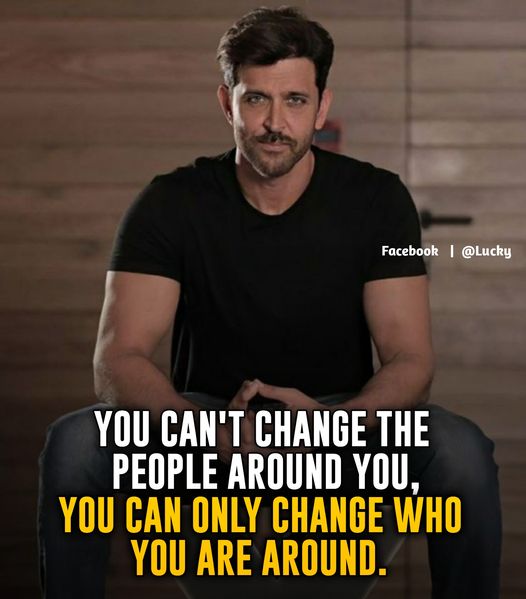 Facebook | @Lucky
YOU CAN'T CHANGE THE
PEOPLE AROUND YOU,
YOU CAN ONLY CHANGE WHO
YOU ARE AROUND.